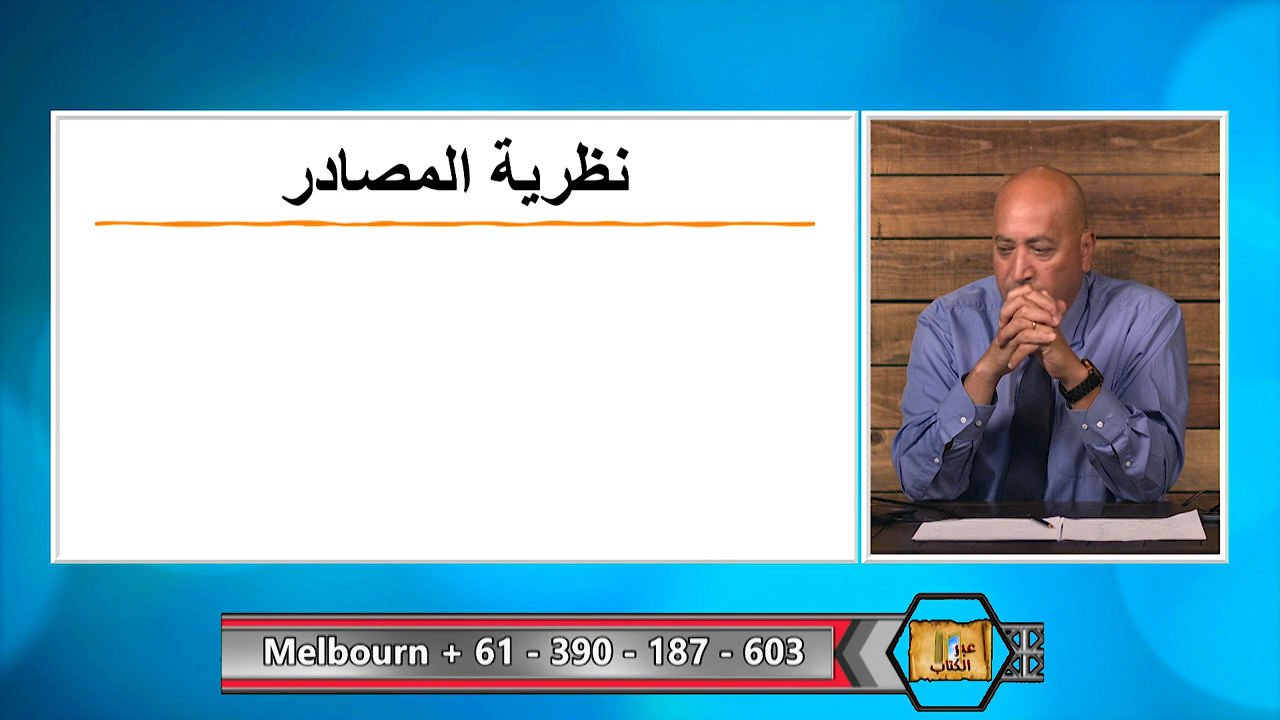 نظرية المصادر
Melbourn + 61 - 390 - 187 - 603
عبر
الكتاب